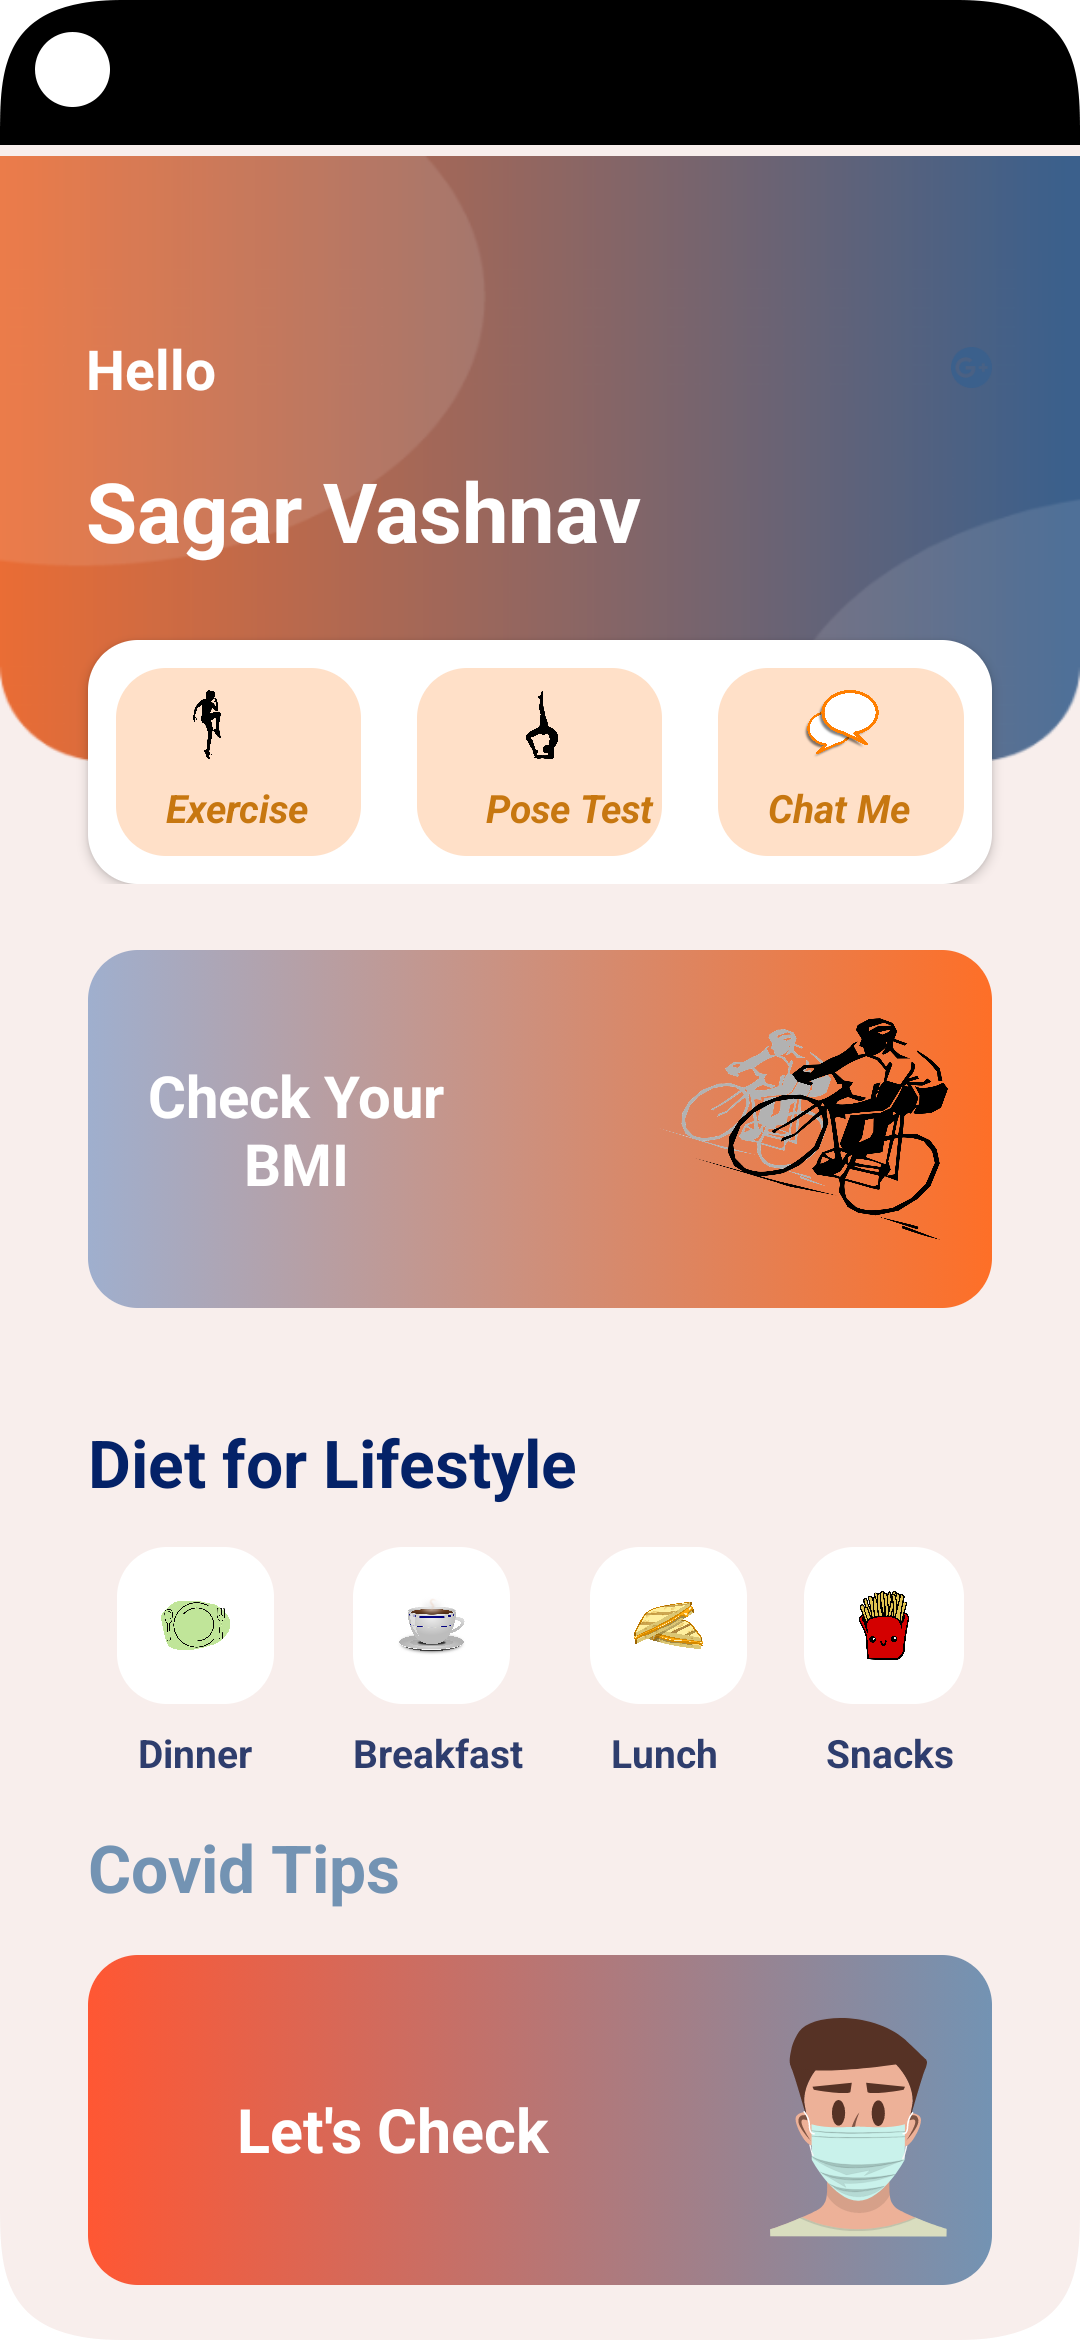 Hello
Sagar Vashnav
Exercise
Pose Test
Chat Me
Check Your
BMI
Diet for Lifestyle
Dinner
Breakfast
Lunch
Snacks
Covid Tips
Let's Check